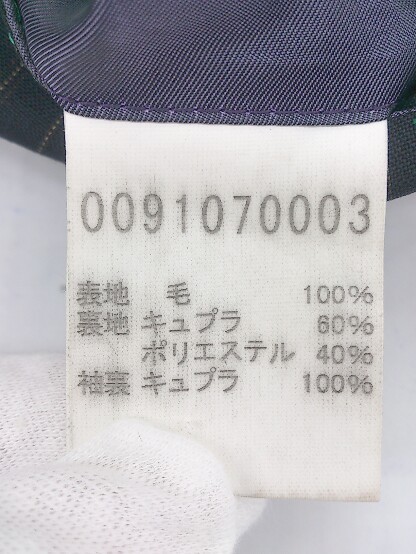 0091070003
表地 毛 100%
裏地 キュプラ 60%
ポリエステル 40%
袖裏 キュプラ 100%